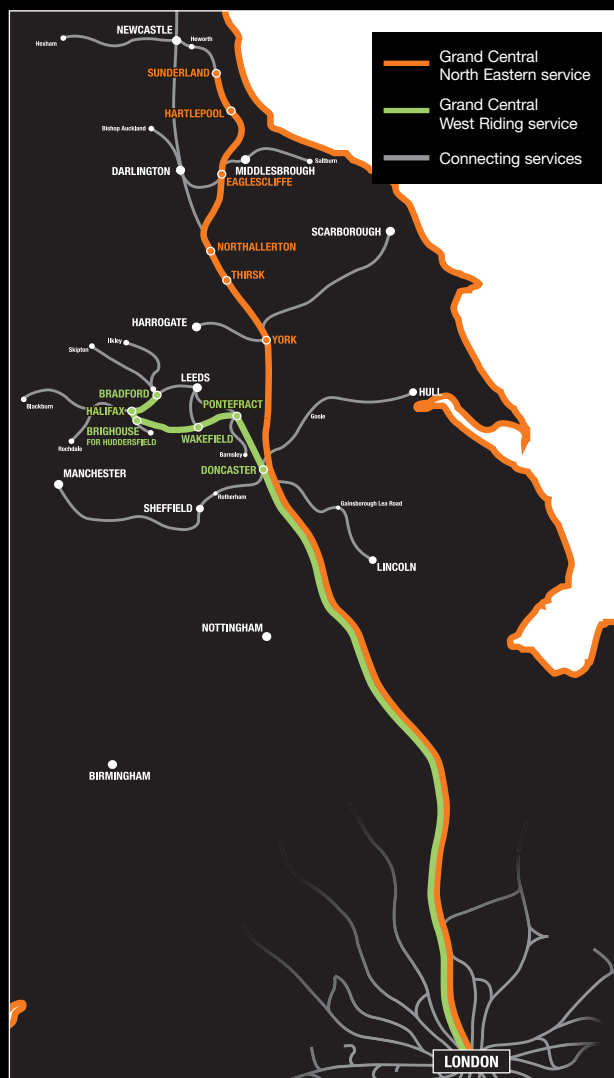 NEWCASTLE
Hexham
Heworth
SUNDERLAND
HARTLEPOOL
Bishop Auckland
DARLINGTON
MIDDLESBROUGH
Saltburn
EAGLESCLIFFE
Grand Central
North Eastern service
Grand Central
West Riding service
Connecting services
SCARBOROUGH
NORTHALLERTON
THIRSK
HARROGATE
YORK
Ilkley
Skipton
LEEDS
BRADFORD
HULL
Blackburn
HALIFAX
PONTEFRACT
Goole
BRIGHOUSE
FOR HUDDERSFIELD
WAKEFIELD
Rochdale
Barnsley
DONCASTER
MANCHESTER
Rotherham
SHEFFIELD
Gainsborough Lea Road
LINCOLN
NOTTINGHAM
BIRMINGHAM
LONDON